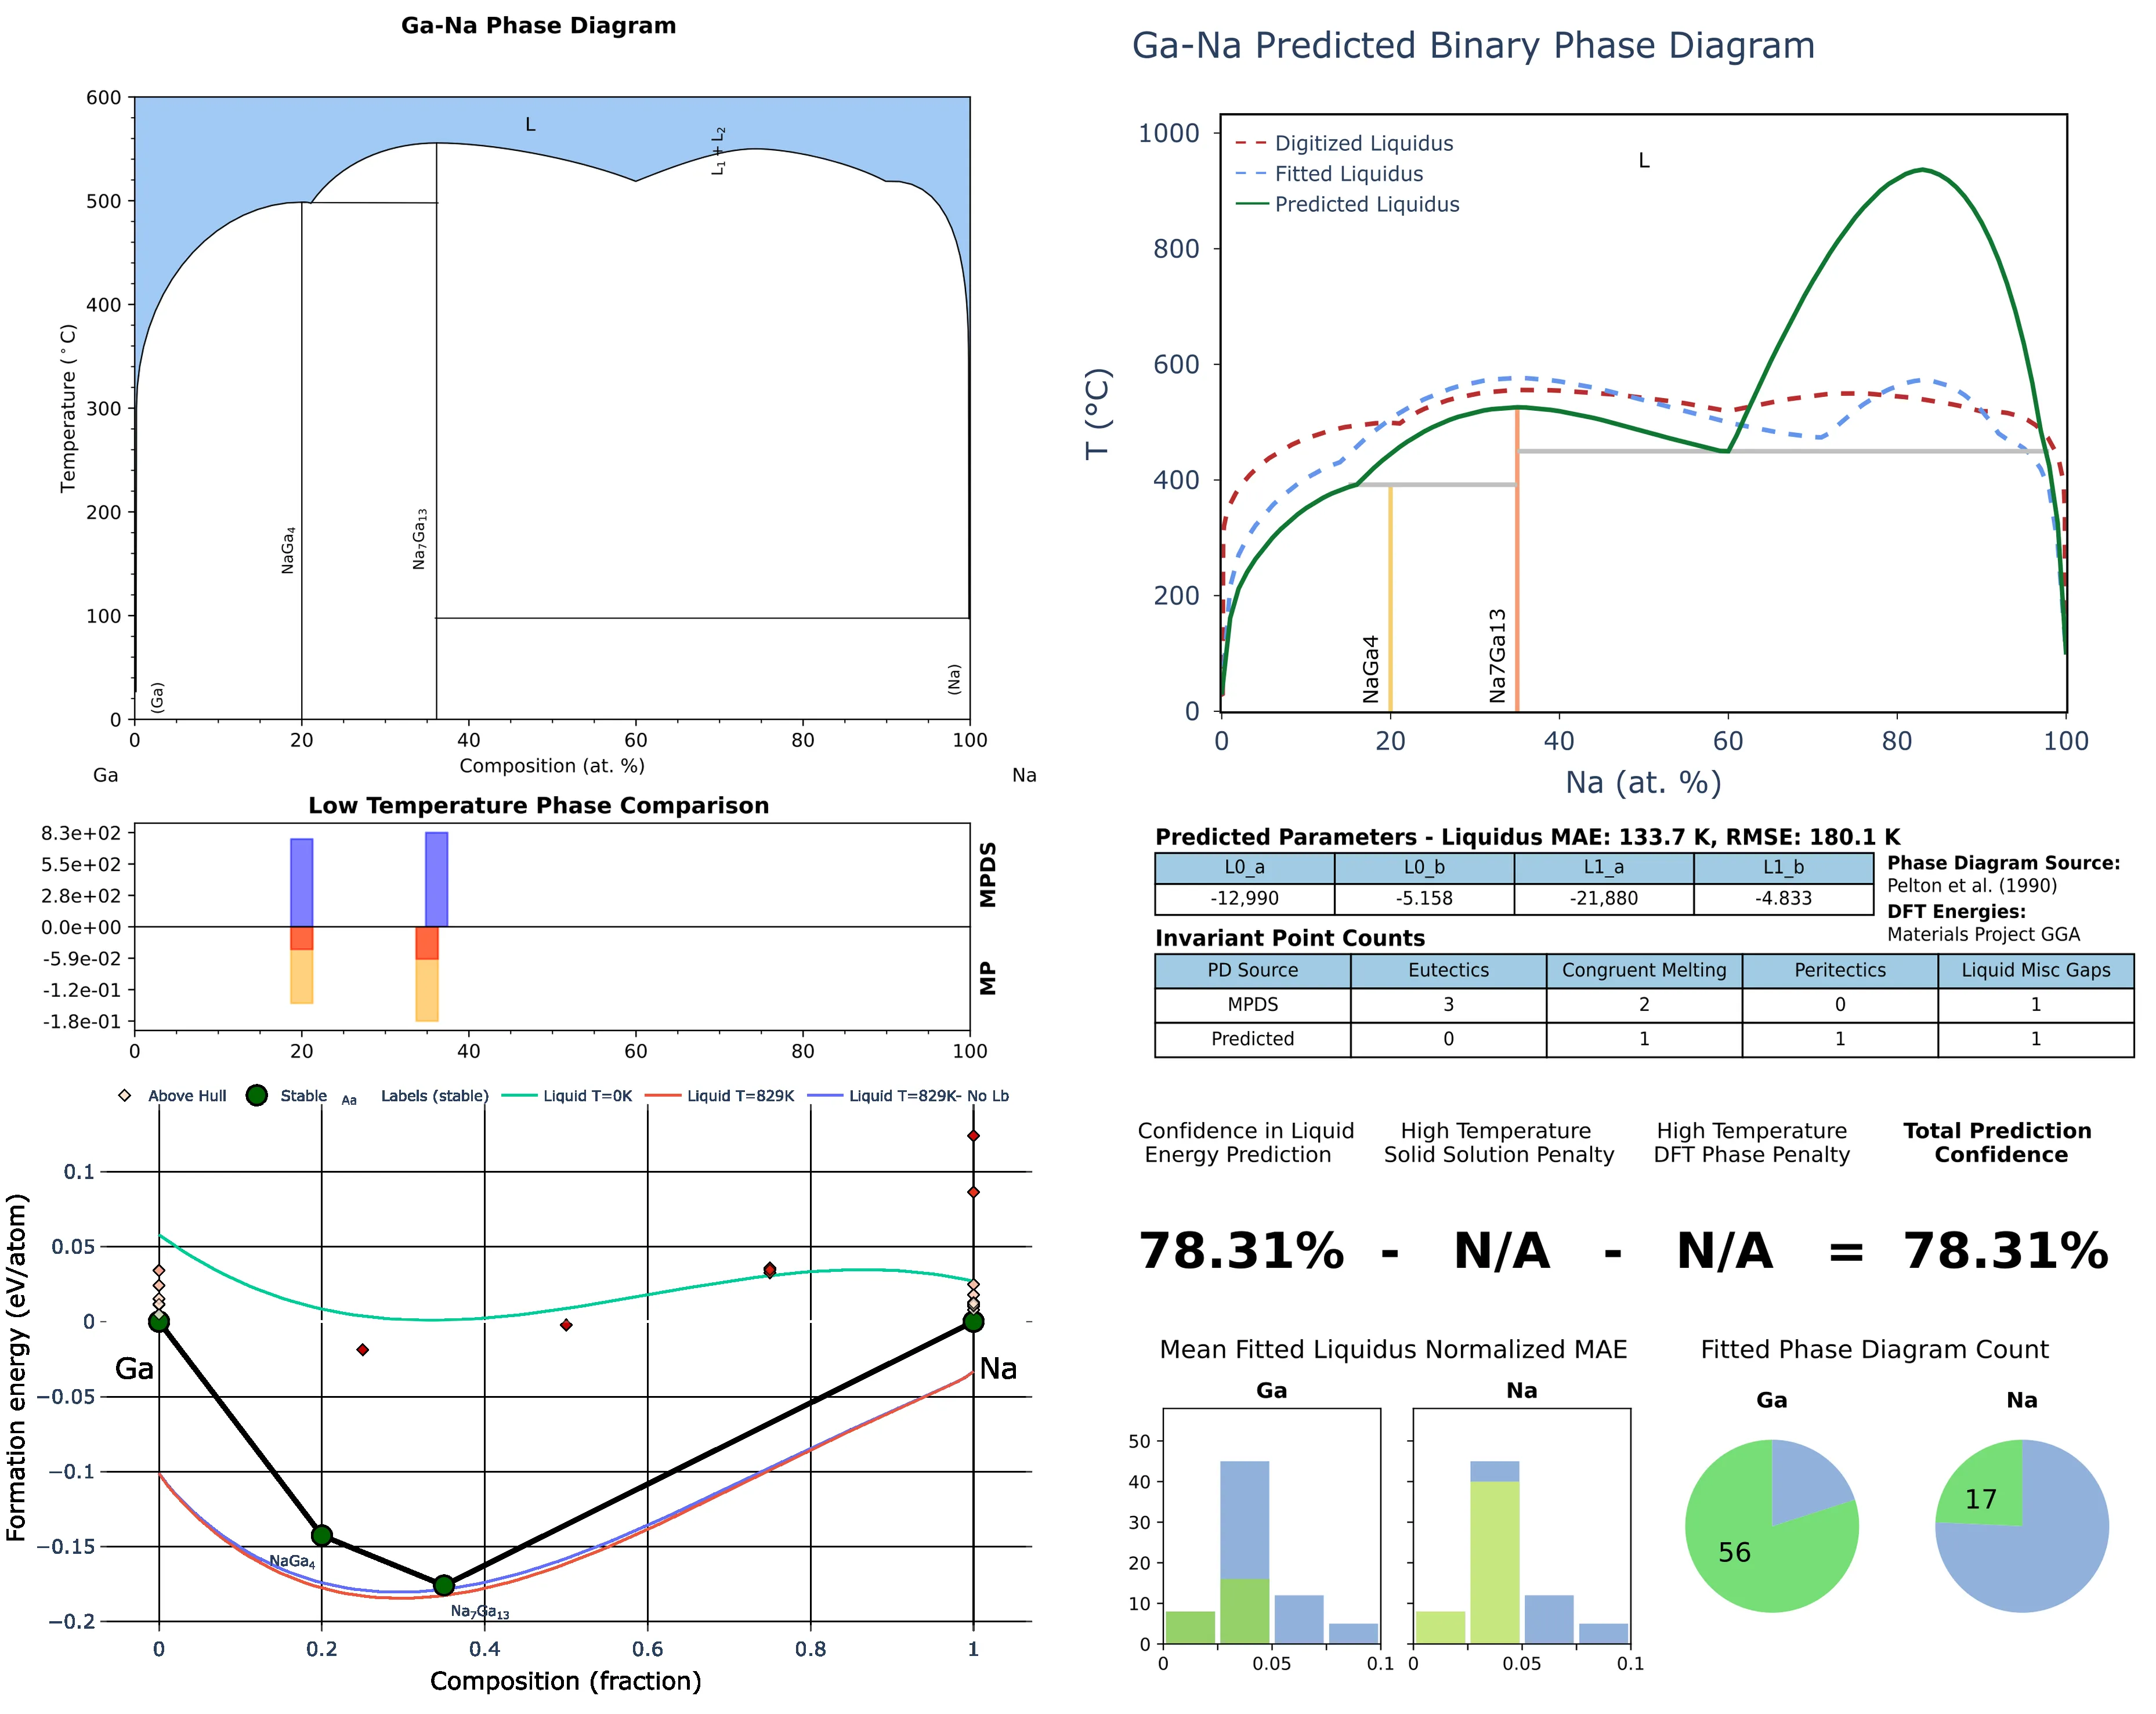 Ga-Na Phase Diagram
600
500
400
300
200
100
0
Temperature (°C)
L
L₁ + L₂
NaGa₄
Na₇Ga₁₃
(Ga)
(Na)
0 20 40 60 80 100
Composition (at. %)
Ga Na
Low Temperature Phase Comparison
8.3e+02
5.5e+02
2.8e+02
0.0e+00
-5.9e-02
-1.2e-01
-1.8e-01
MPDS
MP
0 20 40 60 80 100
Above Hull Stable Aa Labels (stable) Liquid T=0K Liquid T=829K Liquid T=829K- No Lb
0.1
0.05
0
−0.05
−0.1
−0.15
−0.2
Formation energy (eV/atom)
Ga
Na
NaGa₄
Na₇Ga₁₃
0 0.2 0.4 0.6 0.8 1
Composition (fraction)
Ga-Na Predicted Binary Phase Diagram
1000
800
600
400
200
0
T (°C)
Digitized Liquidus
Fitted Liquidus
Predicted Liquidus
L
NaGa4
Na7Ga13
0 20 40 60 80 100
Na (at. %)
Predicted Parameters - Liquidus MAE: 133.7 K, RMSE: 180.1 K
L0_a L0_b L1_a L1_b
-12,990 -5.158 -21,880 -4.833
Phase Diagram Source:
Pelton et al. (1990)
DFT Energies:
Materials Project GGA
Invariant Point Counts
PD Source Eutectics Congruent Melting Peritectics Liquid Misc Gaps
MPDS 3 2 0 1
Predicted 0 1 1 1
Confidence in Liquid
Energy Prediction
High Temperature
Solid Solution Penalty
High Temperature
DFT Phase Penalty
Total Prediction
Confidence
78.31% - N/A - N/A = 78.31%
Mean Fitted Liquidus Normalized MAE
Ga Na
50
40
30
20
10
0
0 0.05 0.1
0 0.05 0.1
Fitted Phase Diagram Count
Ga Na
56
17